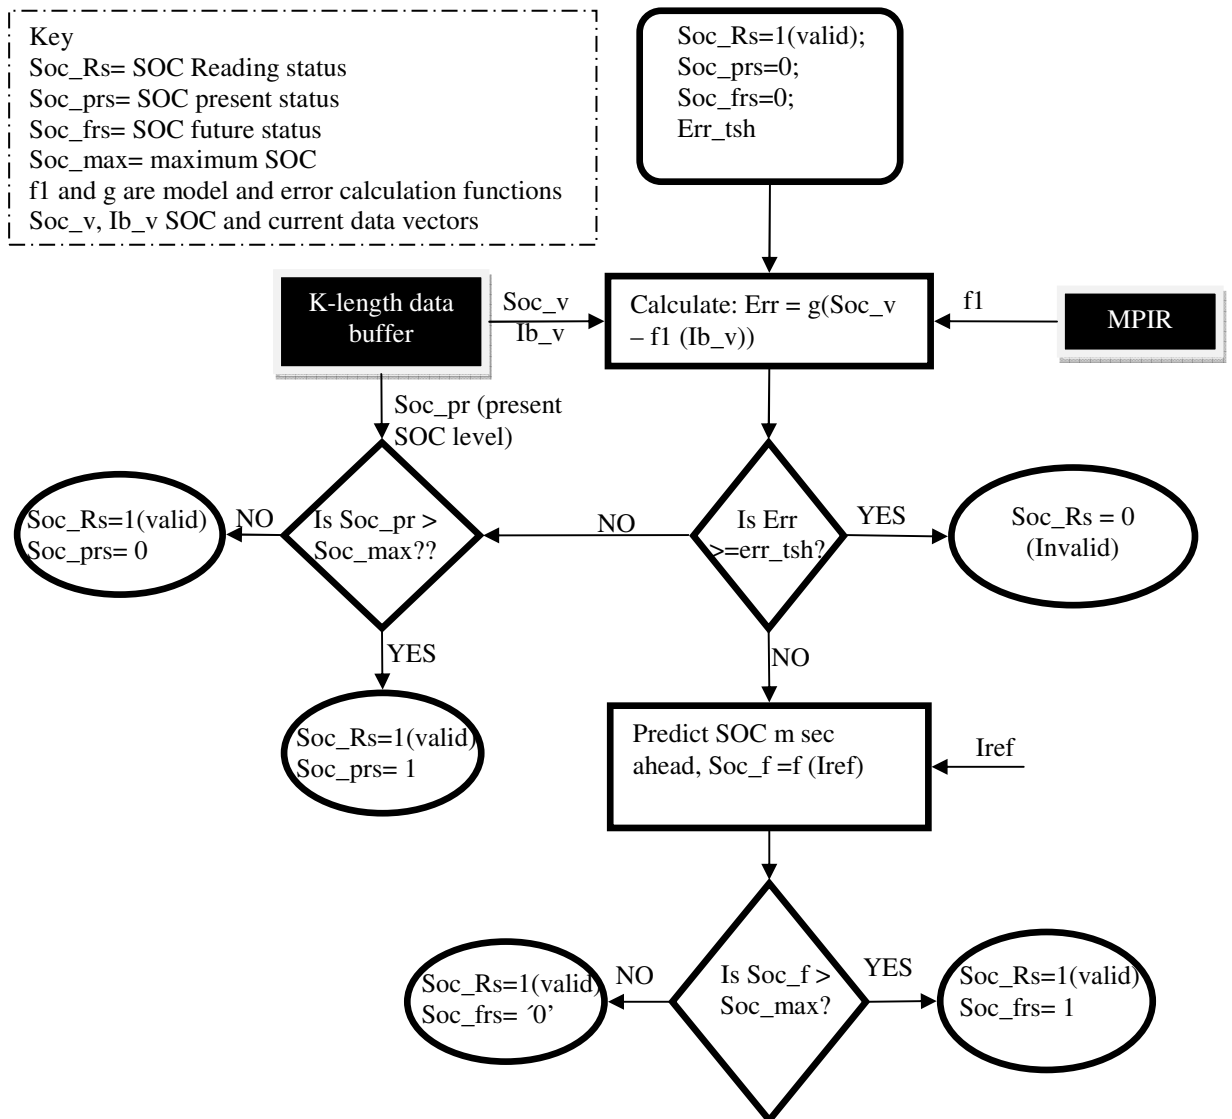 Key
Soc_Rs= SOC Reading status
Soc_prs= SOC present status
Soc_frs= SOC future status
Soc_max= maximum SOC
f1 and g are model and error calculation functions
Soc_v, Ib_v SOC and current data vectors
Soc_Rs=1(valid);
Soc_prs=0;
Soc_frs=0;
Err_tsh
K-length data
buffer
Soc_v
Ib_v
Calculate: Err = g(Soc_v
– f1 (Ib_v))
f1
MPIR
Soc_pr (present
SOC level)
Soc_Rs=1(valid)
Soc_prs= 0
NO
Is Soc_pr >
Soc_max??
NO
Is Err
>=err_tsh?
YES
Soc_Rs = 0
(Invalid)
YES
NO
Soc_Rs=1(valid)
Soc_prs= 1
Predict SOC m sec
ahead, Soc_f =f (Iref)
Iref
Soc_Rs=1(valid)
Soc_frs= ´0’
NO
Is Soc_f >
Soc_max?
YES
Soc_Rs=1(valid)
Soc_frs= 1